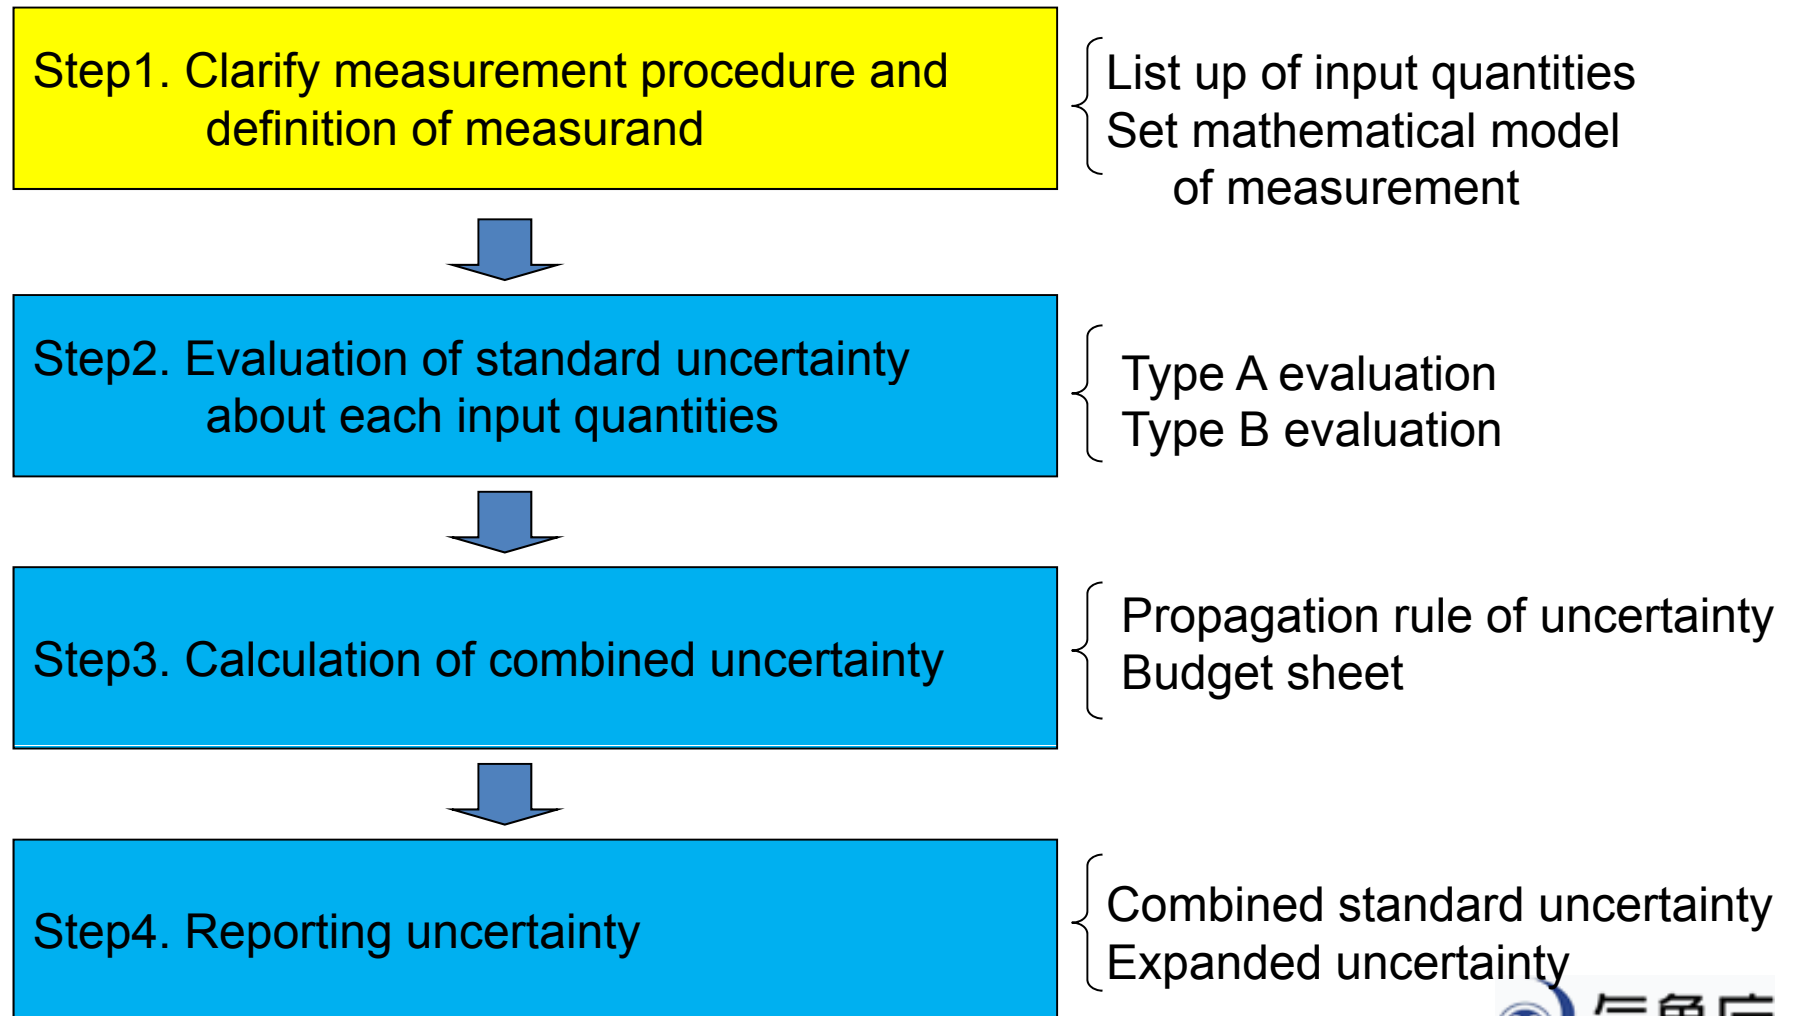 Step1. Clarify measurement procedure and
definition of measurand
List up of input quantities
Set mathematical model
of measurement
Step2. Evaluation of standard uncertainty
about each input quantities
Type A evaluation
Type B evaluation
Step3. Calculation of combined uncertainty
Propagation rule of uncertainty
Budget sheet
Step4. Reporting uncertainty
Combined standard uncertainty
Expanded uncertainty